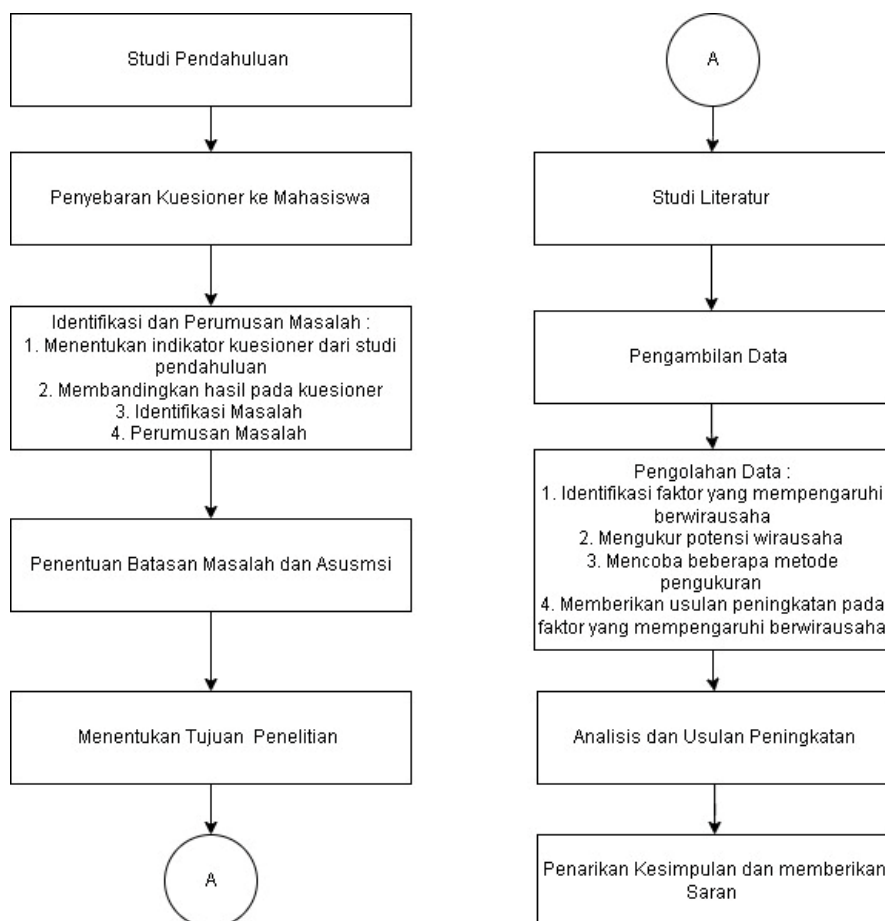 Studi Pendahuluan
Penyebaran Kuesioner ke Mahasiswa
Identifikasi dan Perumusan Masalah :
1. Menentukan indikator kuesioner dari studi
pendahuluan
2. Membandingkan hasil pada kuesioner
3. Identifikasi Masalah
4. Perumusan Masalah
Penentuan Batasan Masalah dan Asusmsi
Menentukan Tujuan Penelitian
A
A
Studi Literatur
Pengambilan Data
Pengolahan Data :
1. Identifikasi faktor yang mempengaruhi
berwirausaha
2. Mengukur potensi wirausaha
3. Mencoba beberapa metode
pengukuran
4. Memberikan usulan peningkatan pada
faktor yang mempengaruhi berwirausaha
Analisis dan Usulan Peningkatan
Penarikan Kesimpulan dan memberikan
Saran